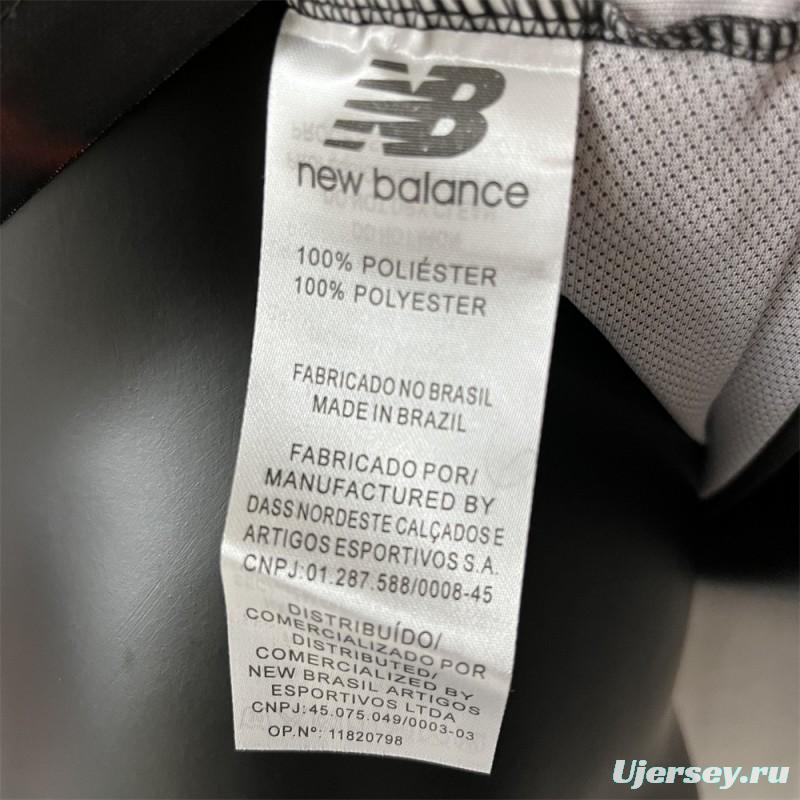 NB
new balance
100% POLIÉSTER
100% POLYESTER
FABRICADO NO BRASIL
MADE IN BRAZIL
FABRICADO POR/
MANUFACTURED BY
DASS NORDESTE CALÇADOS E
ARTIGOS ESPORTIVOS S.A.
CNPJ:01.287.588/0008-45
DISTRIBUÍDO/
COMERCIALIZADO POR
DISTRIBUTED/
COMERCIALIZED BY
NEW BRASIL ARTIGOS
ESPORTIVOS LTDA
CNPJ:45.075.049/0003-03
OP.Nº: 11820798
Ujersey.ru